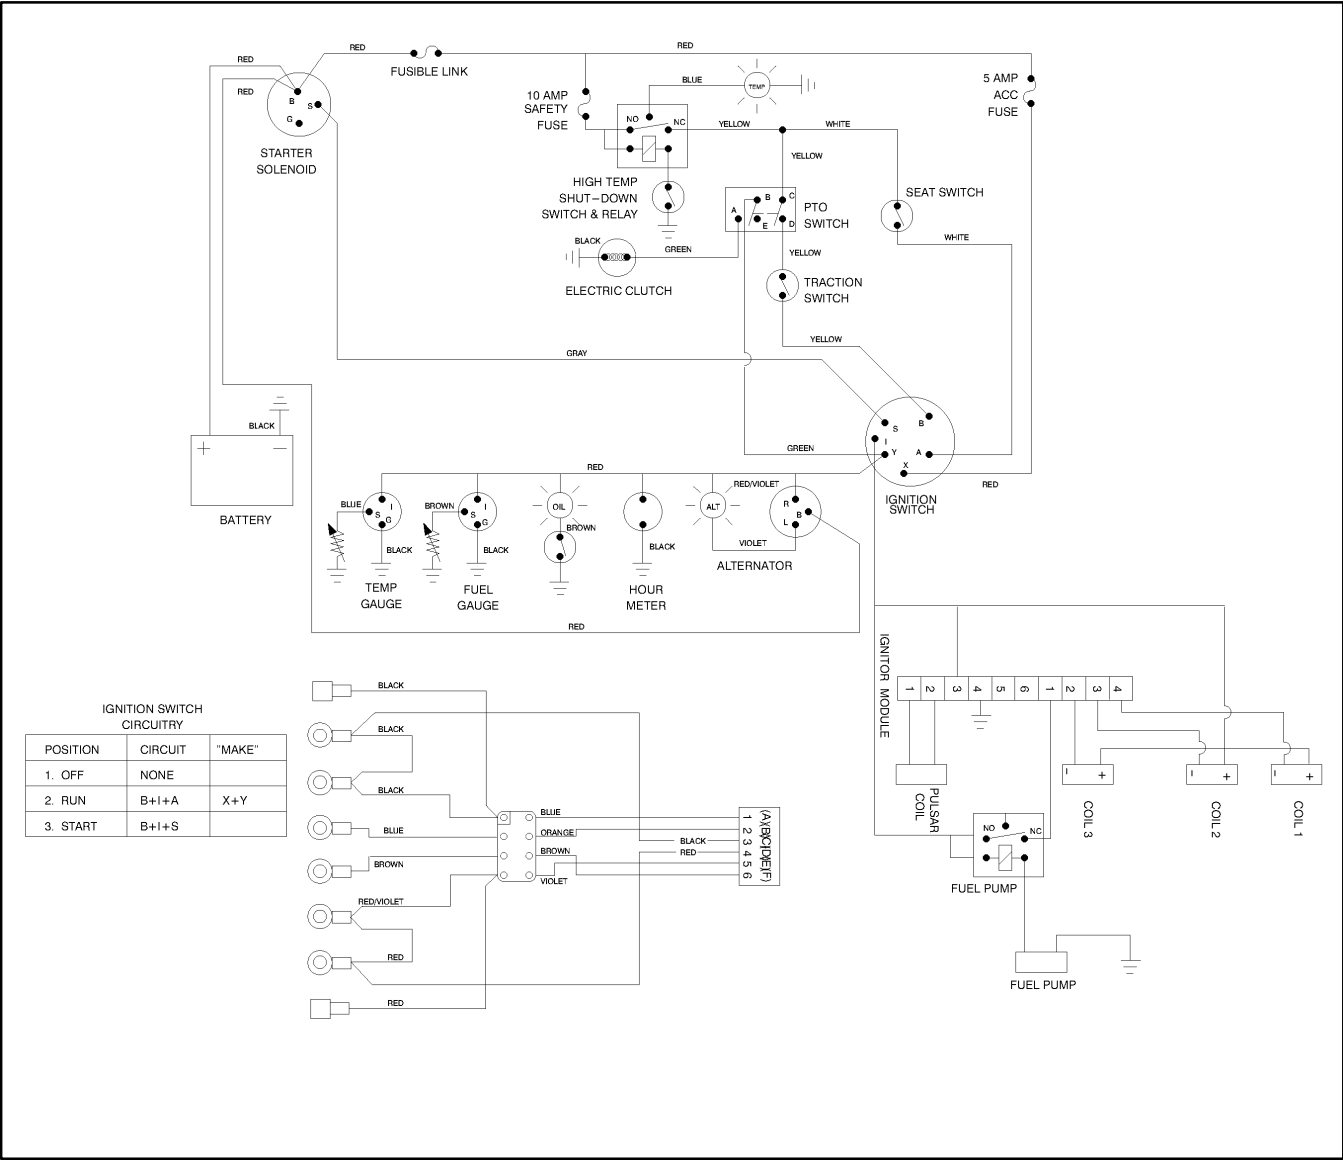 RED
RED
RED
RED
FUSIBLE LINK
B
S
G
STARTER
SOLENOID
10 AMP
SAFETY
FUSE
BLUE
TEMP
5 AMP
ACC
FUSE
NO
NC
YELLOW
WHITE
YELLOW
HIGH TEMP
SHUT-DOWN
SWITCH & RELAY
SEAT SWITCH
A
B
C
E
D
PTO
SWITCH
WHITE
BLACK
GREEN
YELLOW
ELECTRIC CLUTCH
TRACTION
SWITCH
YELLOW
GRAY
BLACK
+
−
BATTERY
S
B
I
Y
A
X
GREEN
RED
IGNITION
SWITCH
RED
RED/VIOLET
BLUE
S
I
G
BLACK
TEMP
GAUGE
BROWN
S
I
G
BLACK
FUEL
GAUGE
OIL
BROWN
BLACK
HOUR
METER
ALT
VIOLET
R
B
L
ALTERNATOR
RED
IGNITOR MODULE
1 2 3 4 5 6 1 2 3 4
PULSAR
COIL
− +
COIL 3
− +
COIL 2
− +
COIL 1
NO
NC
FUEL PUMP
FUEL PUMP
IGNITION SWITCH
CIRCUITRY
POSITION CIRCUIT "MAKE"
1. OFF NONE
2. RUN B+I+A X+Y
3. START B+I+S
BLACK
BLACK
BLACK
BLUE
BROWN
RED/VIOLET
RED
RED
BLUE
ORANGE
BROWN
VIOLET
BLACK
RED
1
2
3
4
5
6
(A)(B)(C)(D)(E)(F)